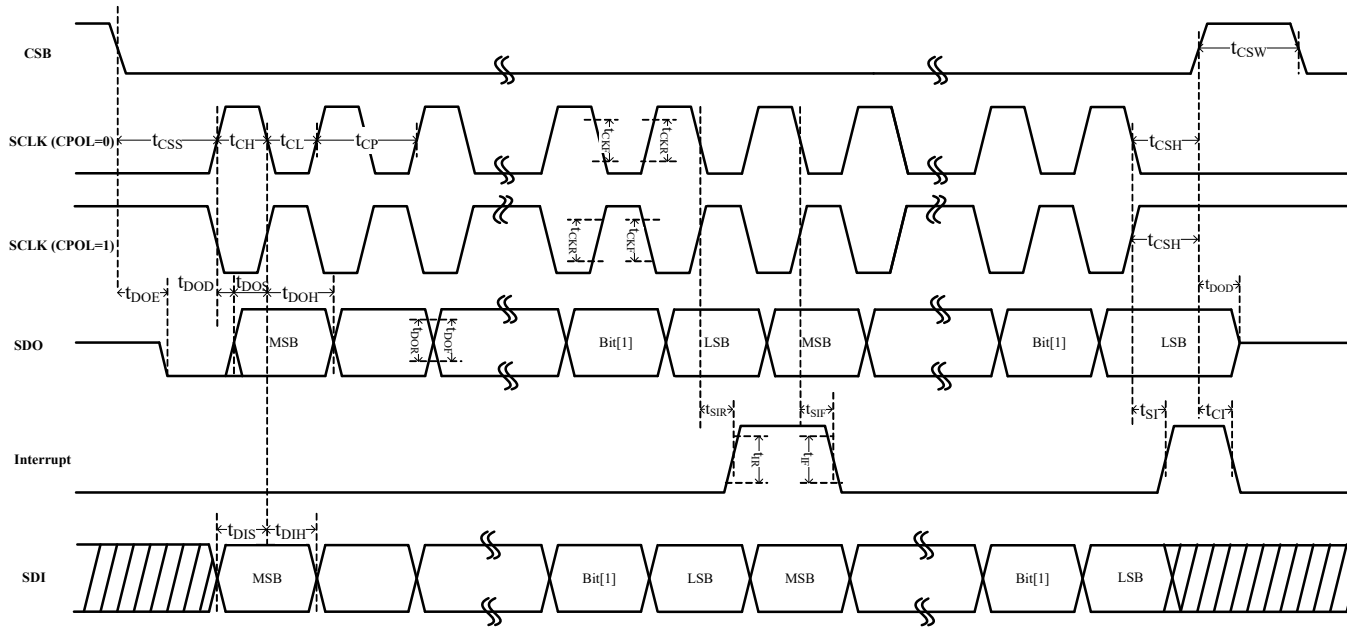 CSB
tCSW
SCLK (CPOL=0)
tCSS
tCH
tCL
tCP
tCKF
tCKR
tCSH
SCLK (CPOL=1)
tCKR
tCKF
tCSH
tDOE
tDOD
tDOS
tDOH
tDOD
SDO
MSB
tDOR
tDOF
Bit[1]
LSB
MSB
Bit[1]
LSB
tSIR
tSIF
tSI
tCI
Interrupt
tIR
tIF
tDIS
tDIH
SDI
MSB
Bit[1]
LSB
MSB
Bit[1]
LSB